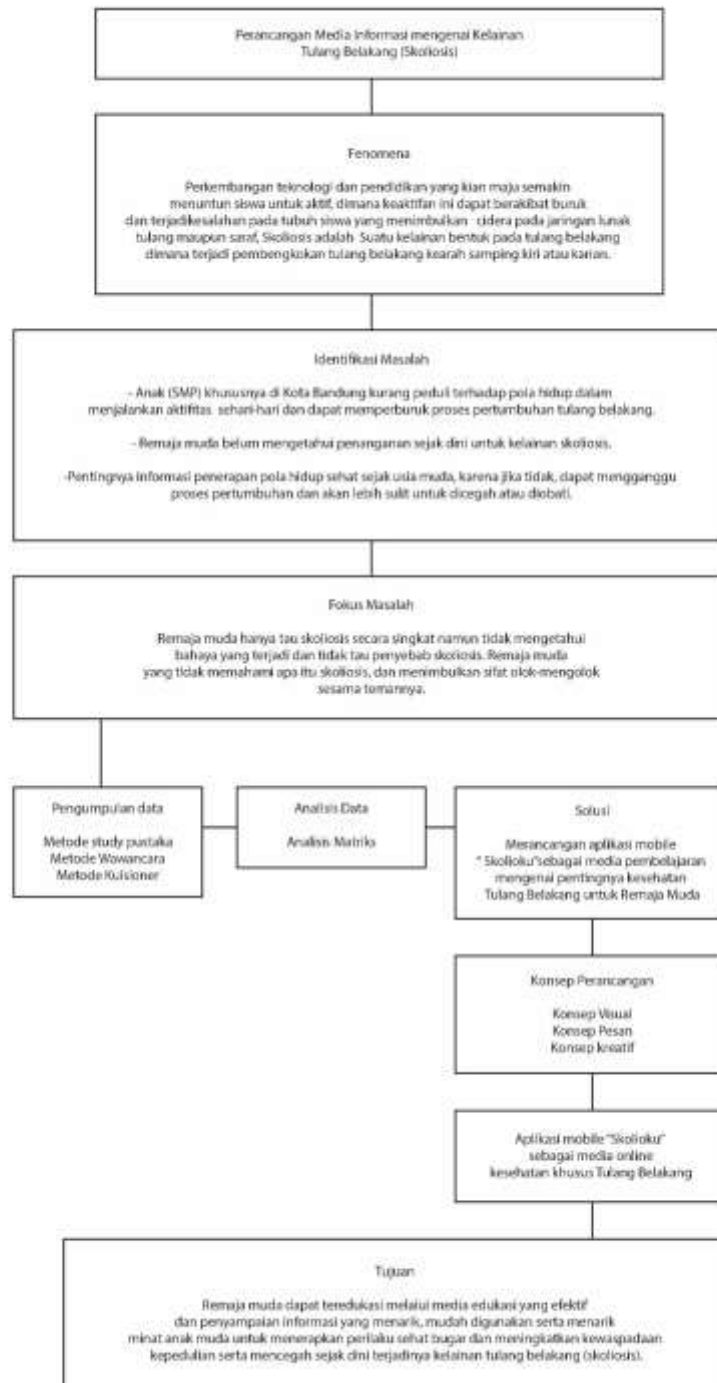 Perancangan Media Informasi mengenai Kelainan
Tulang Belakang (Skoliosis)
Fenomena
Perkembangan teknologi dan pendidikan yang kian maju semakin
menuntun siswa untuk aktif, dimana keaktifan ini dapat berakibat buruk
dan terjadikesalahan pada tubuh siswa yang menimbulkan cidera pada jaringan lunak
tulang maupun saraf, Skoliosis adalah Suatu kelainan bentuk pada tulang belakang
dimana terjadi pembengkokan tulang belakang kearah samping kiri atau kanan.
Identifikasi Masalah
- Anak (SMP) khususnya di Kota Bandung kurang peduli terhadap pola hidup dalam
menjalankan aktifitas sehari-hari dan dapat memperburuk proses pertumbuhan tulang belakang.
- Remaja muda belum mengetahui penanganan sejak dini untuk kelainan skoliosis.
-Pentingnya informasi penerapan pola hidup sehat sejak usia muda, karena jika tidak, dapat mengganggu
proses pertumbuhan dan akan lebih sulit untuk dicegah atau diobati.
Fokus Masalah
Remaja muda hanya tau skoliosis secara singkat namun tidak mengetahui
bahaya yang terjadi dan tidak tau penyebab skoliosis. Remaja muda
yang tidak memahami apa itu skoliosis, dan menimbulkan sifat olok-mengolok
sesama temannya.
Pengumpulan data
Metode study pustaka
Metode Wawancara
Metode Kuisioner
Analisis Data
Analisis Matriks
Solusi
Merancangan aplikasi mobile
" Skolioku"sebagai media pembelajaran
mengenai pentingnya kesehatan
Tulang Belakang untuk Remaja Muda
Konsep Perancangan
Konsep Visual
Konsep Pesan
Konsep kreatif
Aplikasi mobile "Skolioku"
sebagai media online
kesehatan khusus Tulang Belakang
Tujuan
Remaja muda dapat teredukasi melalui media edukasi yang efektif
dan penyampaian informasi yang menarik, mudah digunakan serta menarik
minat anak muda untuk menerapkan perilaku sehat bugar dan meningkatkan kewaspadaan
kepedulian serta mencegah sejak dini terjadinya kelainan tulang belakang (skoliosis).